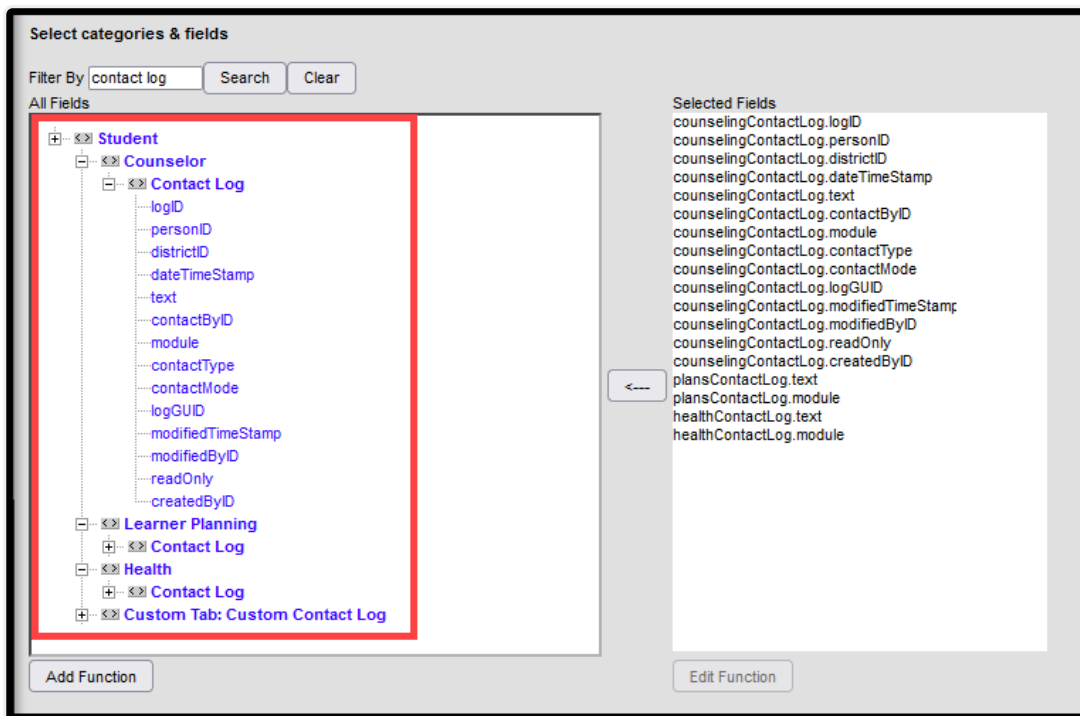 Select categories & fields
Filter By contact log Search Clear
All Fields
Student
Counselor
Contact Log
logID
personID
districtID
dateTimeStamp
text
contactByID
module
contactType
contactMode
logGUID
modifiedTimeStamp
modifiedByID
readOnly
createdByID
Learner Planning
Contact Log
Health
Contact Log
Custom Tab: Custom Contact Log
Add Function
<---
Selected Fields
counselingContactLog.logID
counselingContactLog.personID
counselingContactLog.districtID
counselingContactLog.dateTimeStamp
counselingContactLog.text
counselingContactLog.contactByID
counselingContactLog.module
counselingContactLog.contactType
counselingContactLog.contactMode
counselingContactLog.logGUID
counselingContactLog.modifiedTimeStamp
counselingContactLog.modifiedByID
counselingContactLog.readOnly
counselingContactLog.createdByID
plansContactLog.text
plansContactLog.module
healthContactLog.text
healthContactLog.module
Edit Function